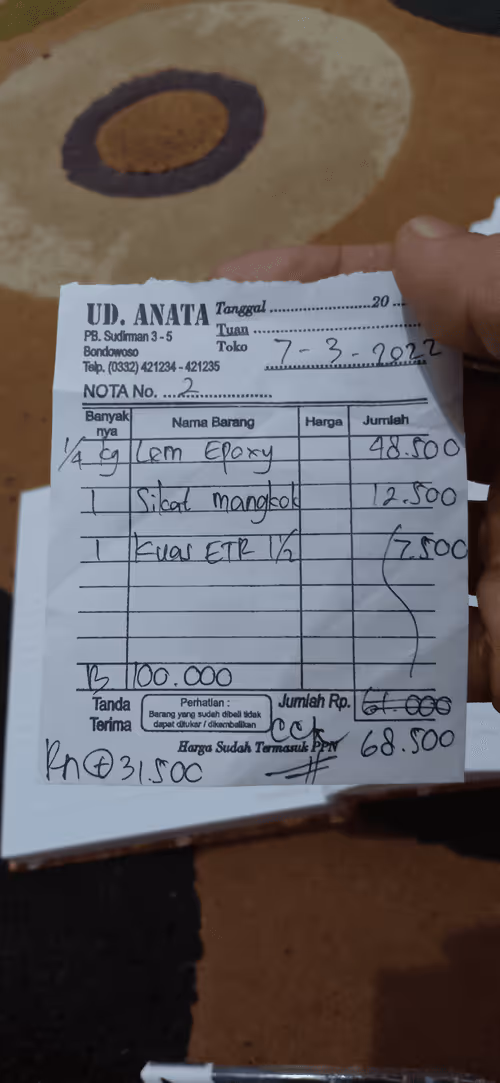 UD. ANATA
PB. Sudirman 3 - 5
Bondowoso
Telp. (0332) 421234 - 421235
Tanggal ........................20 ...
Tuan
Toko
7-3-2022
NOTA No. ...2
Banyak nya Nama Barang Harga Jumlah
1/4 kg Lem Epoxy 48.500
1 Sikat mangkok 12.500
1 Kuas ETR 1 1/2 7.500
B 100.000
Tanda Terima
Perhatian :
Barang yang sudah dibeli tidak
dapat ditukar / dikembalikan
Jumlah Rp. 61.000
Harga Sudah Termasuk PPN
68.500
31.500